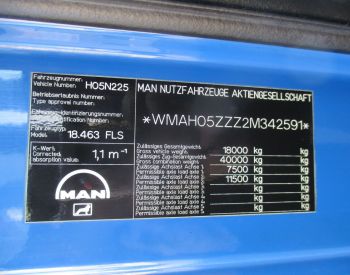 Fahrzeugnummer:
Vehicle Number: H05N225
Betriebserlaubnis Nummer:
Type approval number:
Fahrzeug-Identifizierungsnummer
Identification Number:
Fahrzeugtyp:
Model: 18.463 FLS
K-Wert:
Corrected absorption value: 1,1 m⁻¹
MAN
MAN NUTZFAHRZEUGE AKTIENGESELLSCHAFT
*WMAH05ZZZ2M342591*
Zulässiges Gesamtgewicht
Gross vehicle weight 18000 kg kg
Zulässiges Zug-Gesamtgewicht
Gross combination weight 40000 kg kg
Zulässige Achslast Achse 1
Permissible axle load axle 1 7500 kg kg
Zulässige Achslast Achse 2
Permissible axle load axle 2 11500 kg kg
Zulässige Achslast Achse 3
Permissible axle load axle 3 kg kg
Zulässige Achslast Achse 4
Permissible axle load axle 4 kg kg
Zulässige Achslast Achse 5
Permissible axle load axle 5 kg kg